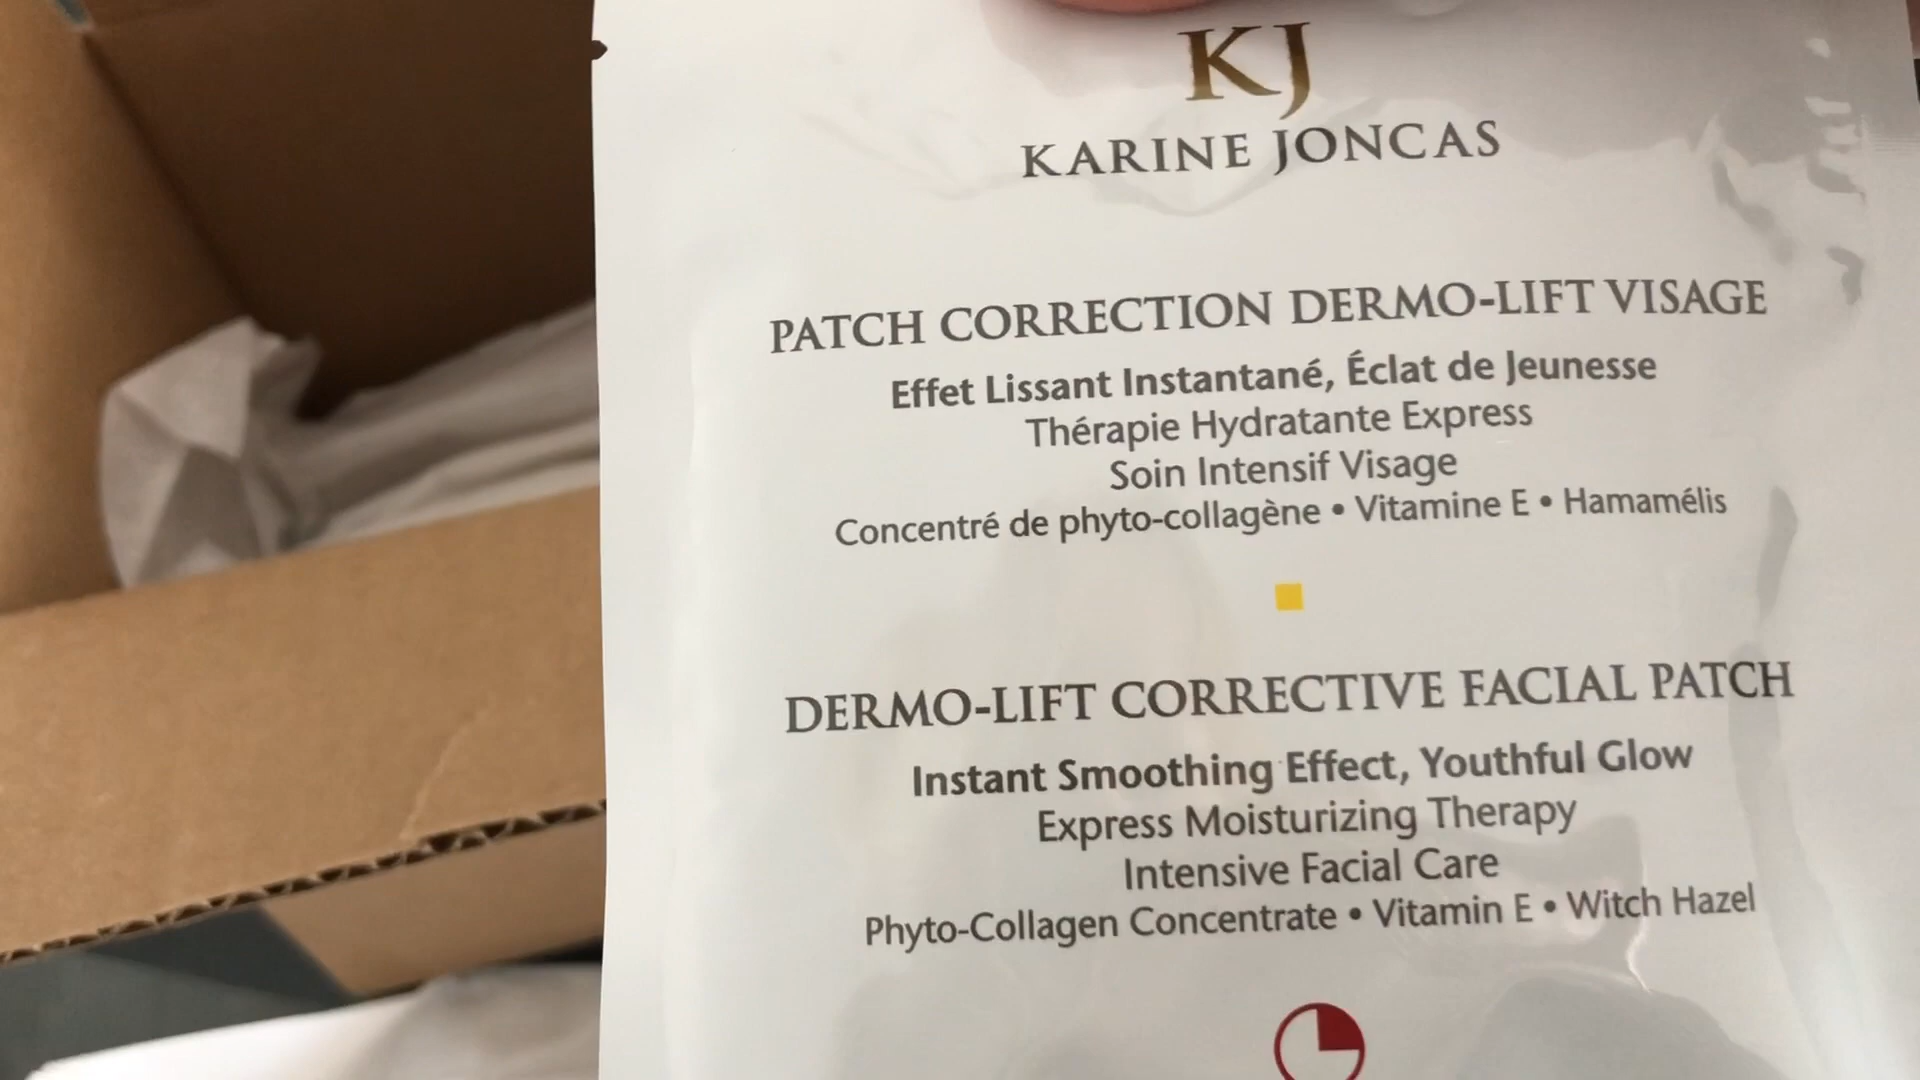 KJ
KARINE JONCAS
PATCH CORRECTION DERMO-LIFT VISAGE
Effet Lissant Instantané, Éclat de Jeunesse
Thérapie Hydratante Express
Soin Intensif Visage
Concentré de phyto-collagène • Vitamine E • Hamamélis
DERMO-LIFT CORRECTIVE FACIAL PATCH
Instant Smoothing Effect, Youthful Glow
Express Moisturizing Therapy
Intensive Facial Care
Phyto-Collagen Concentrate • Vitamin E • Witch Hazel